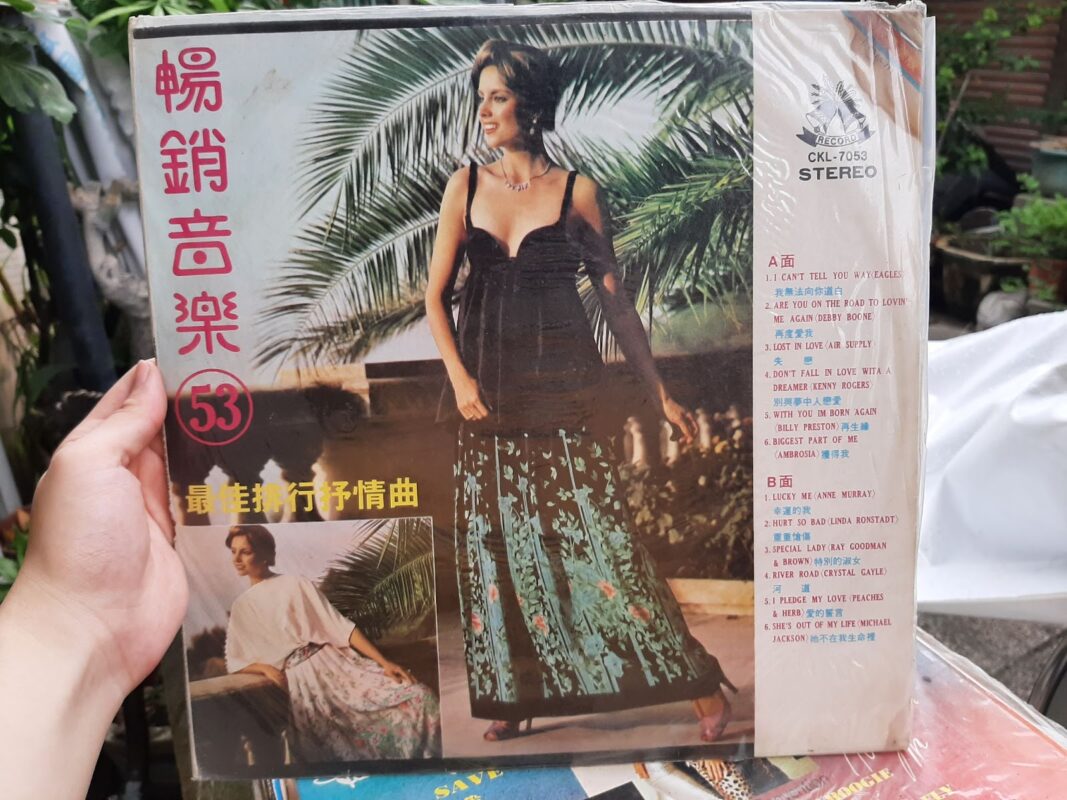 暢銷音樂
53
最佳排行抒情曲
RECORD
CKL-7053
STEREO
A面
1. I CAN'T TELL YOU WAY(EAGLES)
我無法向你道白
2. ARE YOU ON THE ROAD TO LOVIN'
ME AGAIN(DEBBY BOONE)
再度愛我
3. LOST IN LOVE(AIR SUPPLY
失 戀
4. DON'T FALL IN LOVE WITA A
DREAMER(KENNY ROGERS)
別與夢中人戀愛
5. WITH YOU IM BORN AGAIN
(BILLY PRESTON)再生緣
6. BIGGEST PART OF ME
(AMBROSIA)獲得我
B面
1. LUCKY ME(ANNE MURRAY)
幸運的我
2. HURT SO BAD(LINDA RONSTADT)
重重愴傷
3. SPECIAL LADY(RAY GOODMAN
& BROWN)特別的淑女
4. RIVER ROAD(CRYSTAL GAYLE)
河 道
5. I PLEDGE MY LOVE(PEACHES
& HERB)愛的誓言
6. SHE'S OUT OF MY LIFE(MICHAEL
JACKSON)她不在我生命裡
SAVE
BOOGIE